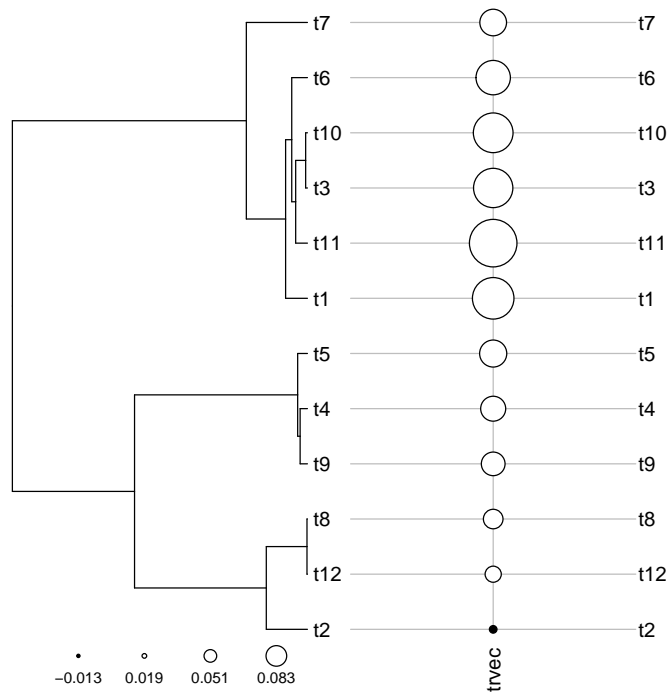 t7 t7
t6 t6
t10 t10
t3 t3
t11 t11
t1 t1
t5 t5
t4 t4
t9 t9
t8 t8
t12 t12
t2 t2
−0.013 0.019 0.051 0.083
trvec